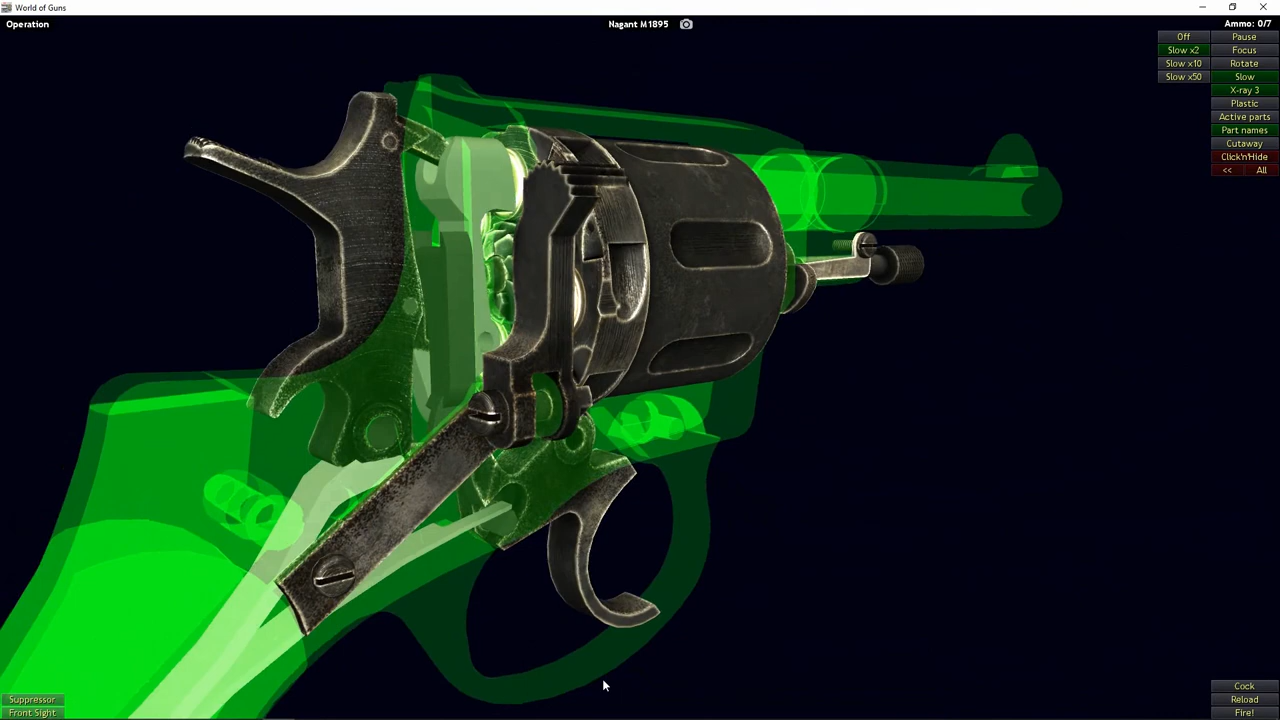 World of Guns
Operation
Nagant M1895
Ammo: 0/7
Off
Pause
Slow x2
Focus
Slow x10
Rotate
Slow x50
Slow
X-ray 3
Plastic
Active parts
Part names
Cutaway
Click'n'Hide
<< All
Suppressor
Front Sight
Cock
Reload
Fire!